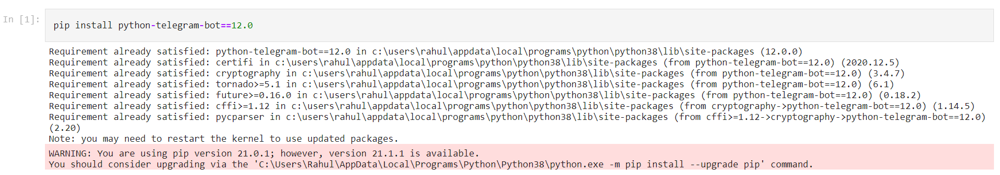 In [1]:
pip install python-telegram-bot==12.0
Requirement already satisfied: python-telegram-bot==12.0 in c:\users\rahul\appdata\local\programs\python\python38\lib\site-packages (12.0.0)
Requirement already satisfied: certifi in c:\users\rahul\appdata\local\programs\python\python38\lib\site-packages (from python-telegram-bot==12.0) (2020.12.5)
Requirement already satisfied: cryptography in c:\users\rahul\appdata\local\programs\python\python38\lib\site-packages (from python-telegram-bot==12.0) (3.4.7)
Requirement already satisfied: tornado>=5.1 in c:\users\rahul\appdata\local\programs\python\python38\lib\site-packages (from python-telegram-bot==12.0) (6.1)
Requirement already satisfied: future>=0.16.0 in c:\users\rahul\appdata\local\programs\python\python38\lib\site-packages (from python-telegram-bot==12.0) (0.18.2)
Requirement already satisfied: cffi>=1.12 in c:\users\rahul\appdata\local\programs\python\python38\lib\site-packages (from cryptography->python-telegram-bot==12.0) (1.14.5)
Requirement already satisfied: pycparser in c:\users\rahul\appdata\local\programs\python\python38\lib\site-packages (from cffi>=1.12->cryptography->python-telegram-bot==12.0)
(2.20)
Note: you may need to restart the kernel to use updated packages.
WARNING: You are using pip version 21.0.1; however, version 21.1.1 is available.
You should consider upgrading via the 'C:\Users\Rahul\AppData\Local\Programs\Python\Python38\python.exe -m pip install --upgrade pip' command.